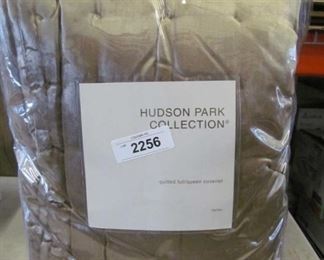 HUDSON PARK
COLLECTION®
2256
quilted full/queen coverlet